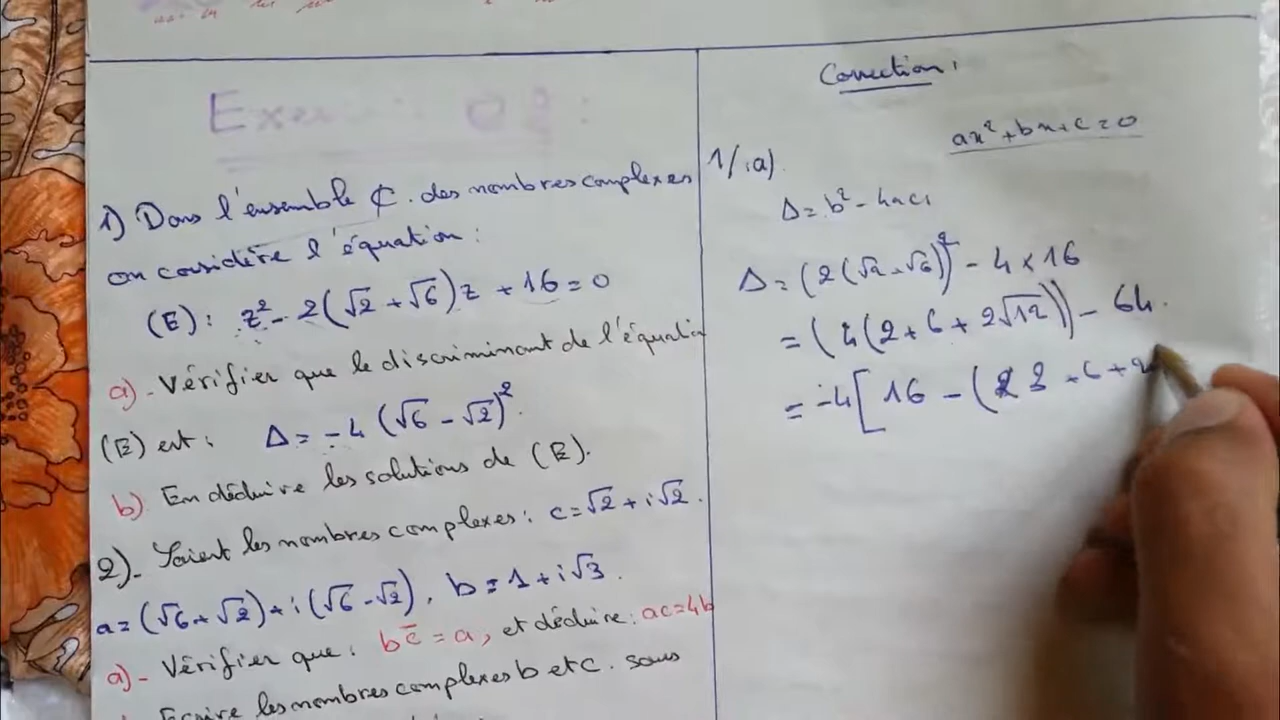 1) Dans l'ensemble ₵. des nombres complexes
on considère l'équation :
(E) : z² - 2(√2 + √6)z + 16 = 0
a) - Vérifier que le discriminant de l'équatio
(E) est : Δ = -4 (√6 - √2)².
b) En déduire les solutions de (E).
2) - Soient les nombres complexes : c = √2 + i√2.
a = (√6 + √2) + i(√6 - √2), b = 1 + i√3.
a) - Vérifier que : bc̄ = a, et déduire : ac = 4b
Ecrire les nombres complexes b et c. sous
Correction :
ax² + bx + c = 0
1/ a)
Δ = b² - 4ac
Δ = (2(√2 + √6))² - 4 × 16
= (4(2 + 6 + 2√12)) - 64.
= -4[16 - (2 + 6 + 2